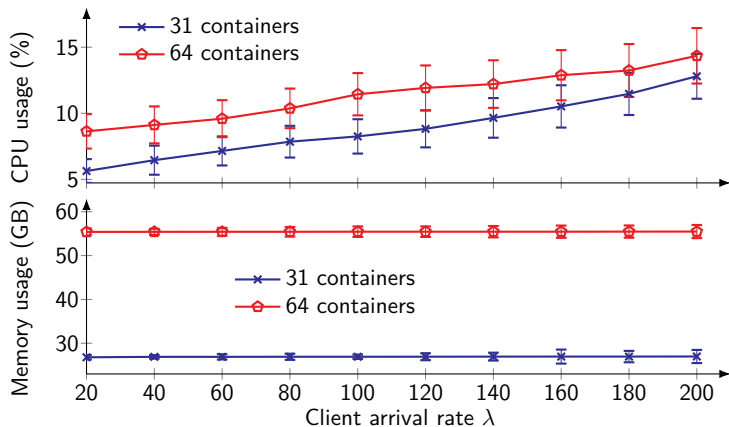 CPU usage (%)
15
10
5
31 containers
64 containers
Memory usage (GB)
60
50
40
30
31 containers
64 containers
20 40 60 80 100 120 140 160 180 200
Client arrival rate λ